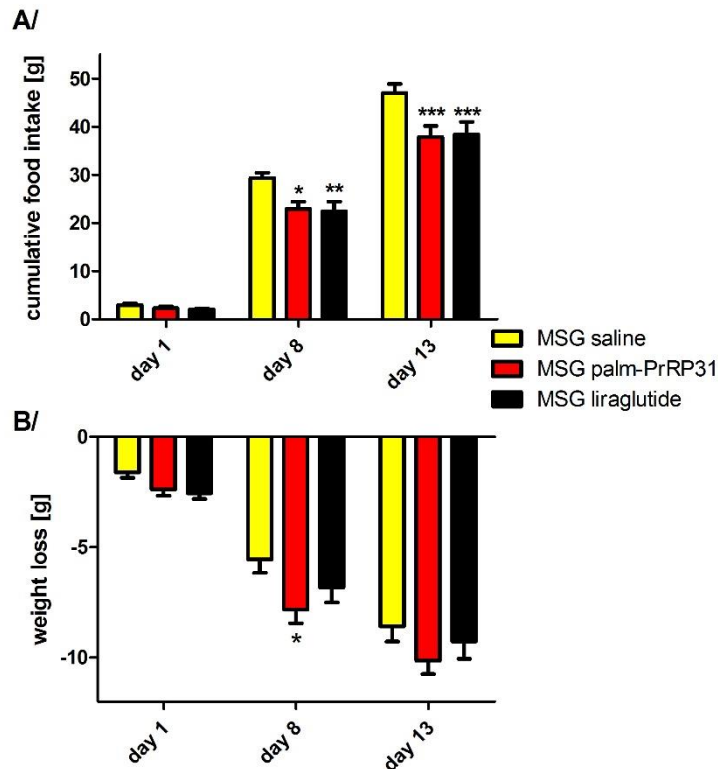 A/
cumulative food intake [g]
50
40
30
20
10
0
*
**
***
***
day 1
day 8
day 13
MSG saline
MSG palm-PrRP31
MSG liraglutide
B/
weight loss [g]
0
-5
-10
*
day 1
day 8
day 13